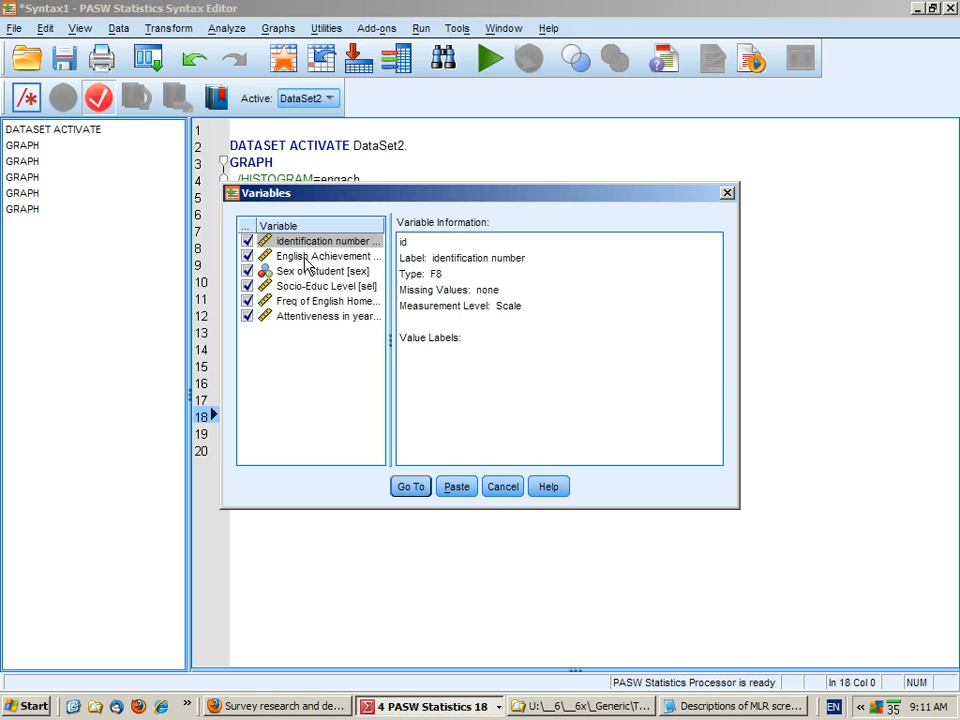 *Syntax1 - PASW Statistics Syntax Editor
File Edit View Data Transform Analyze Graphs Utilities Add-ons Run Tools Window Help
Active: DataSet2
DATASET ACTIVATE
GRAPH
GRAPH
GRAPH
GRAPH
GRAPH
1
2 DATASET ACTIVATE DataSet2.
3 GRAPH
4 /HISTOGRAM=engach
5
6
7
8
9
10
11
12
13
14
15
16
17
18
19
20
Variables
... Variable
identification number ...
English Achievement ...
Sex of Student [sex]
Socio-Educ Level [sel]
Freq of English Home...
Attentiveness in year...
Variable Information:
id
Label: identification number
Type: F8
Missing Values: none
Measurement Level: Scale
Value Labels:
Go To Paste Cancel Help
PASW Statistics Processor is ready In 18 Col 0 NUM
Start » Survey research and de... 4 PASW Statistics 18 U:\__6\__6x\_Generic\T... Descriptions of MLR scre... EN « 35 9:11 AM